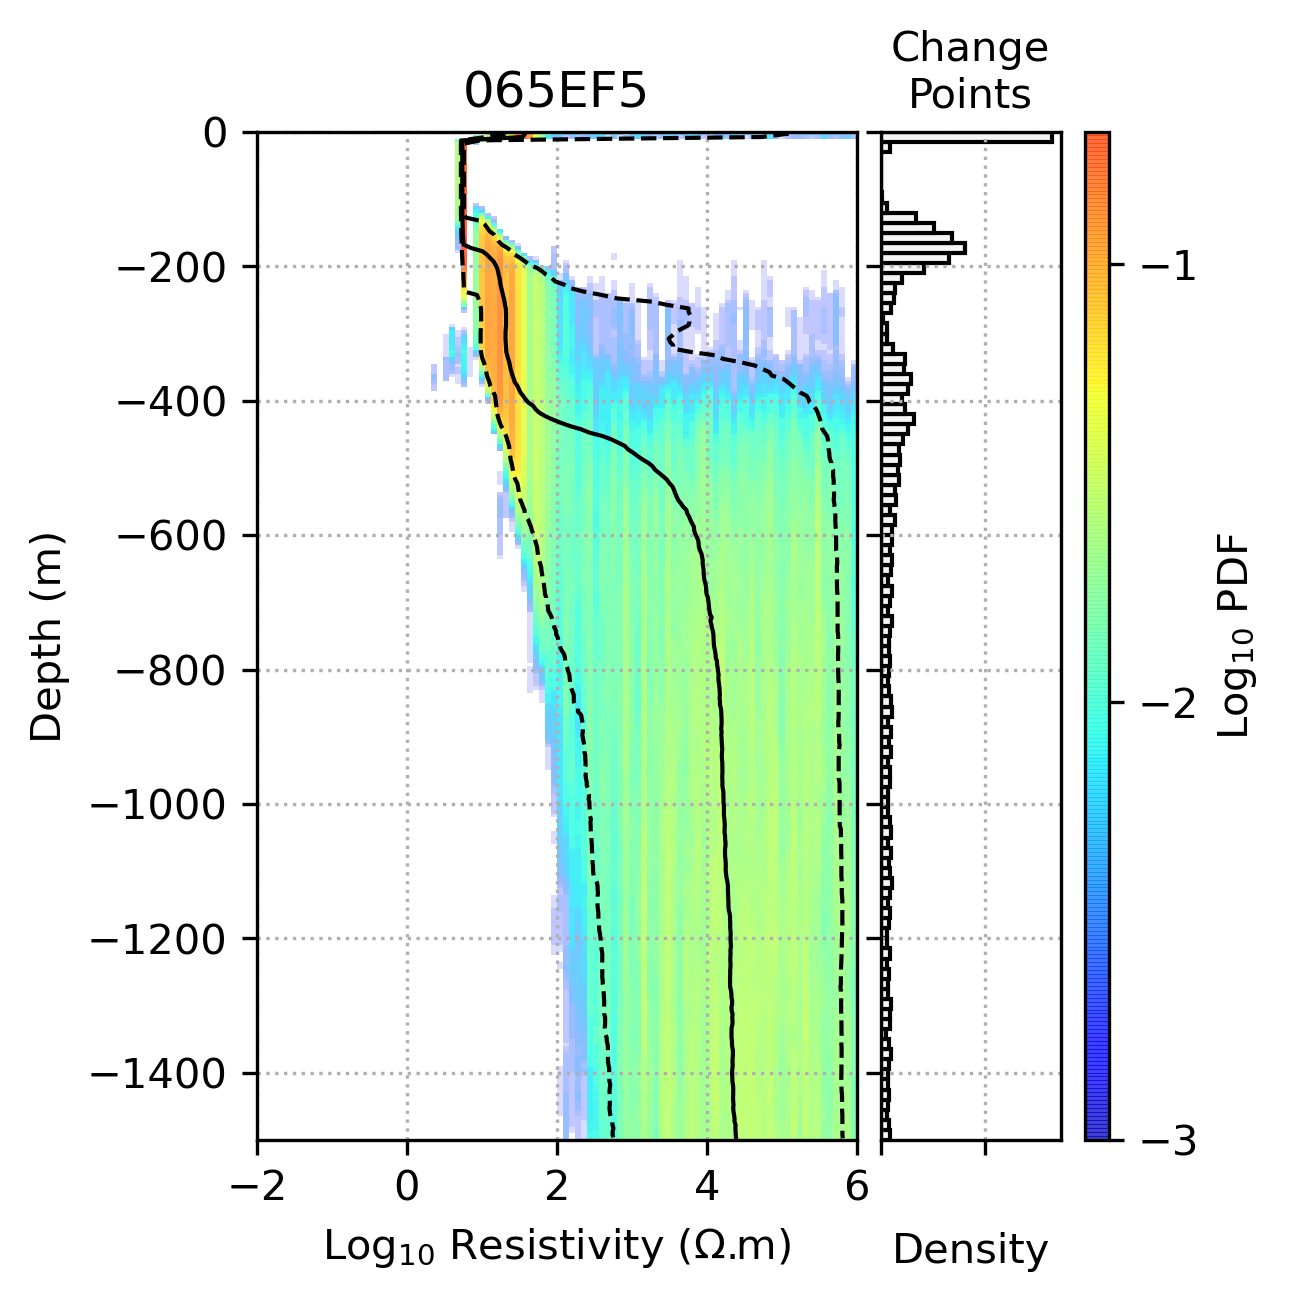 065EF5
Change
Points
0
−200
−400
−600
−800
−1000
−1200
−1400
Depth (m)
−2
0
2
4
6
Log₁₀ Resistivity (Ω.m)
Density
−1
−2
−3
Log₁₀ PDF